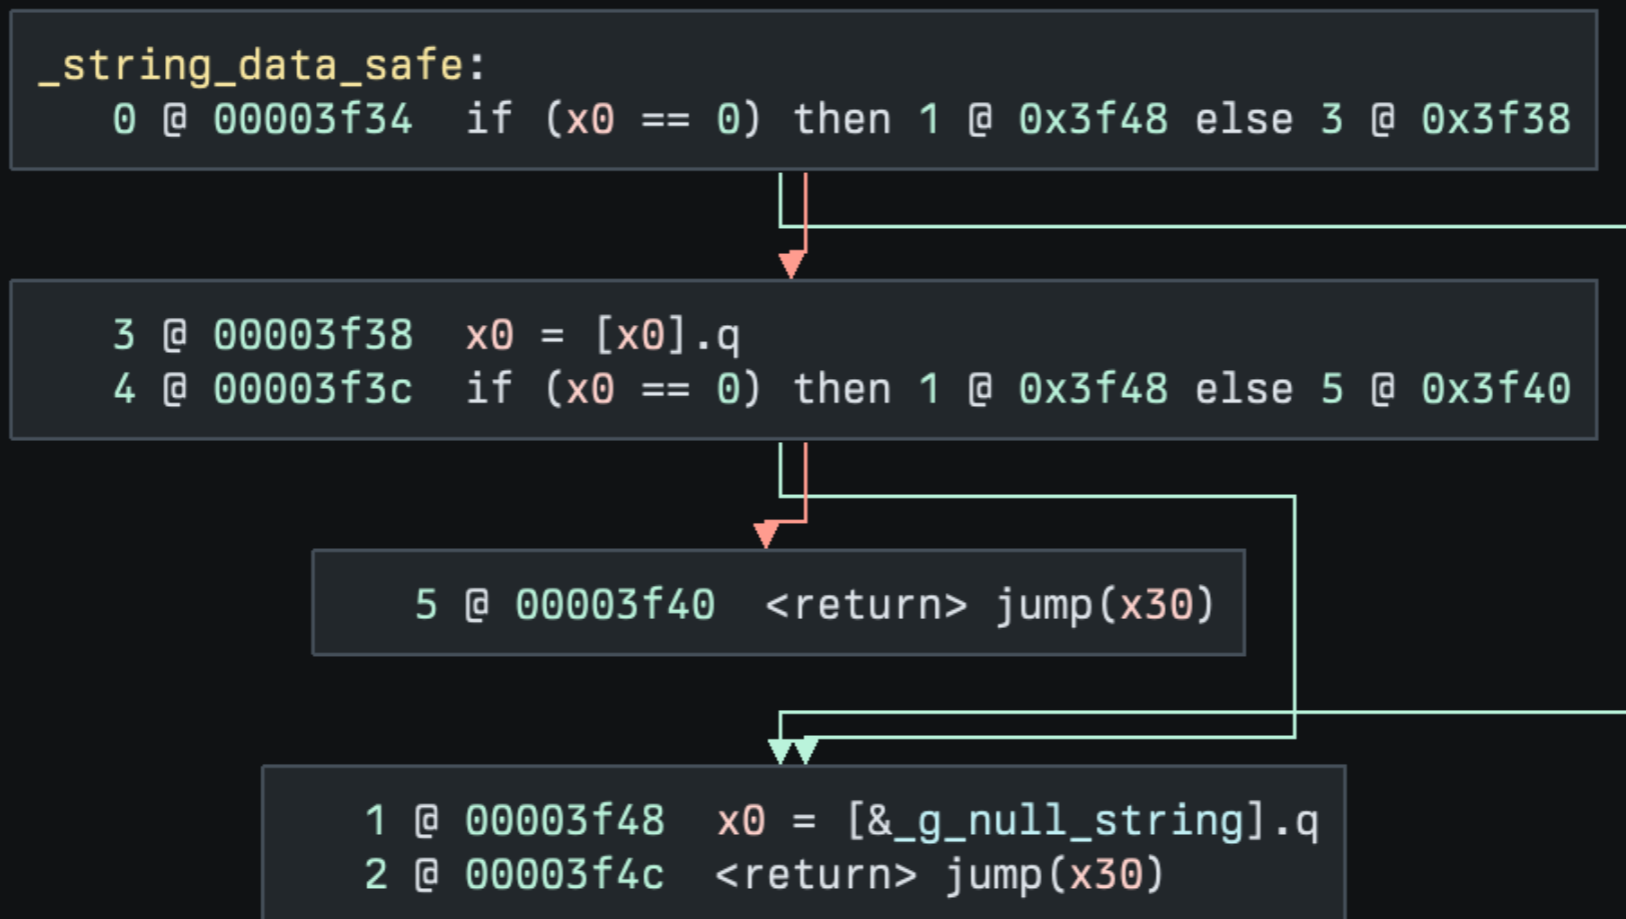 _string_data_safe:
0 @ 00003f34  if (x0 == 0) then 1 @ 0x3f48 else 3 @ 0x3f38
3 @ 00003f38  x0 = [x0].q
4 @ 00003f3c  if (x0 == 0) then 1 @ 0x3f48 else 5 @ 0x3f40
5 @ 00003f40  <return> jump(x30)
1 @ 00003f48  x0 = [&_g_null_string].q
2 @ 00003f4c  <return> jump(x30)